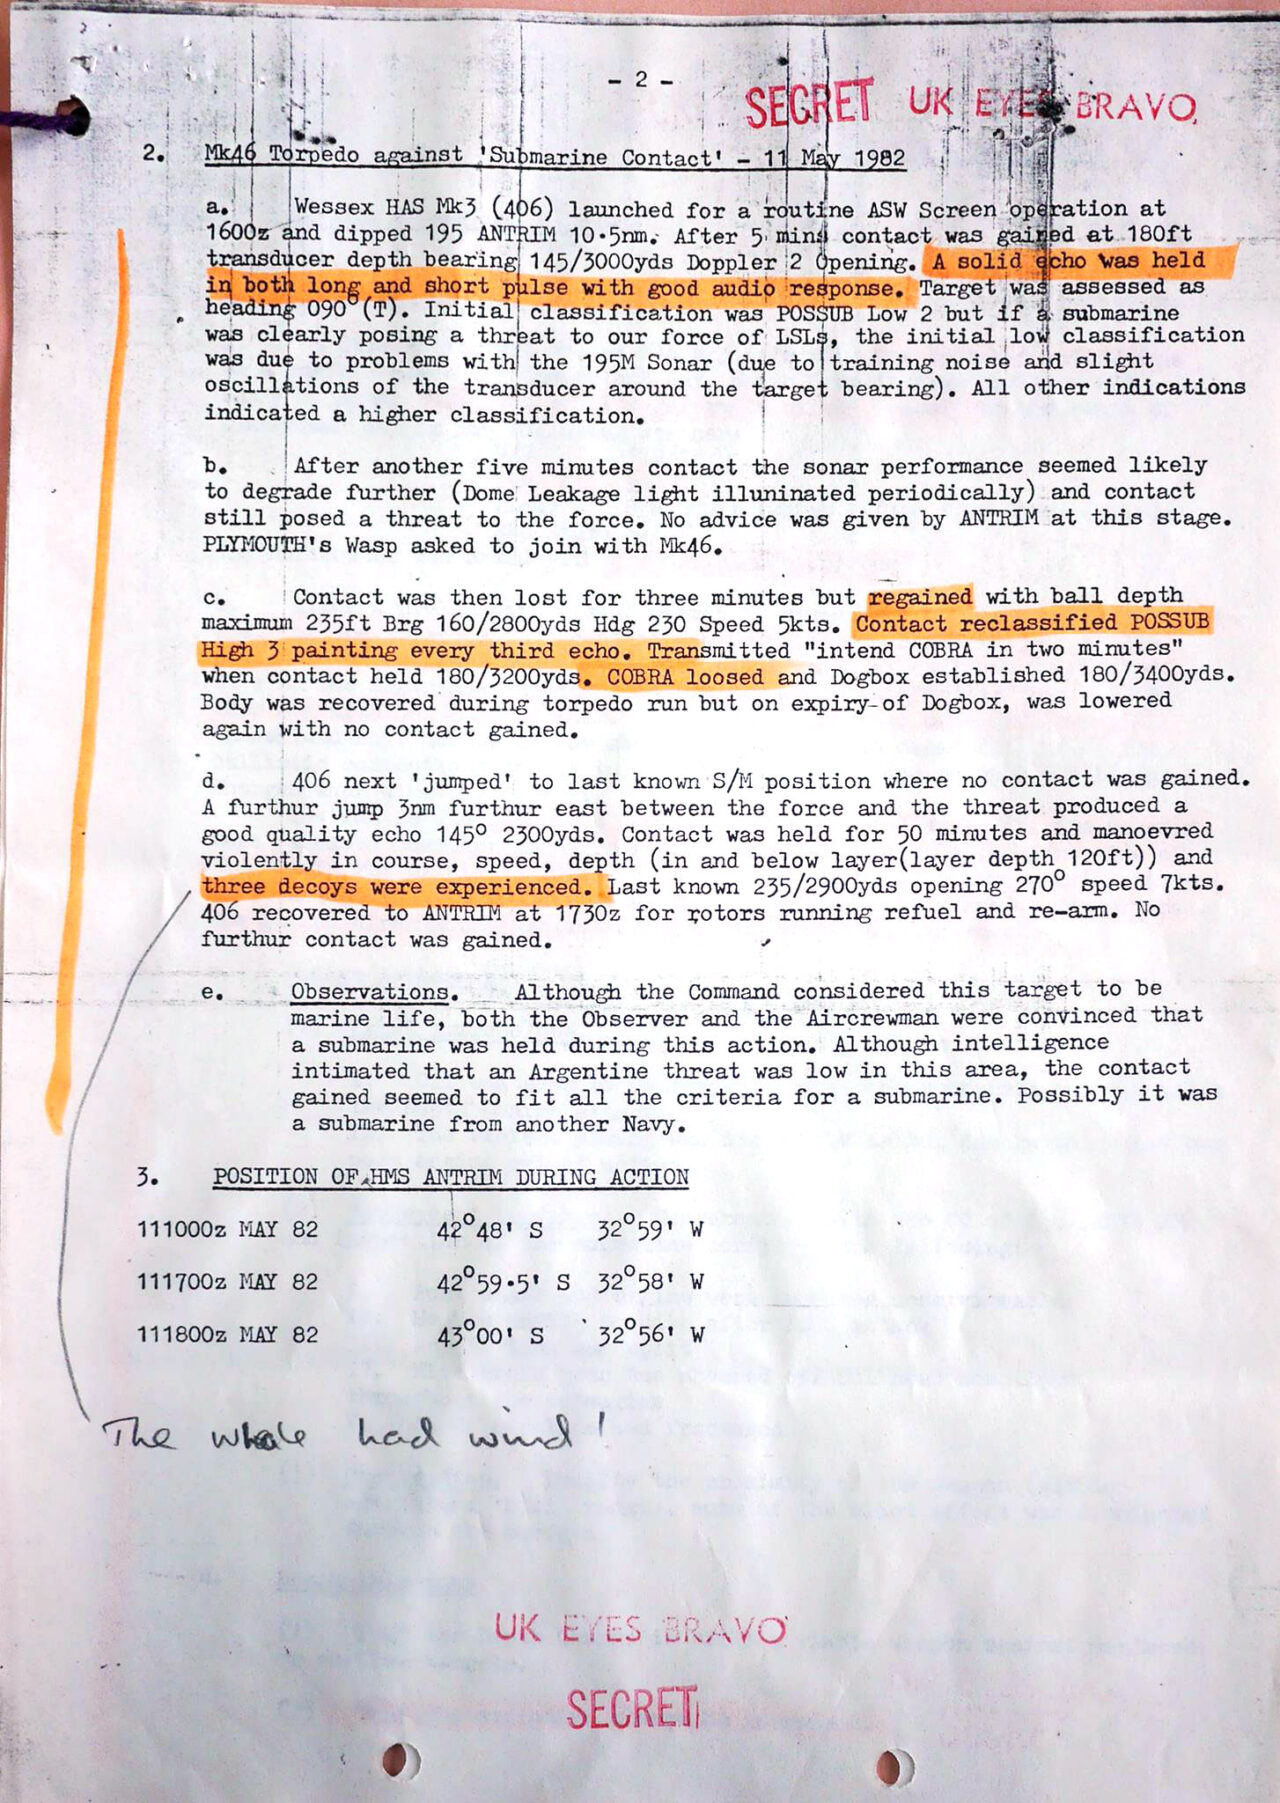 - 2 -
SECRET UK EYES BRAVO
2. Mk46 Torpedo against 'Submarine Contact' - 11 May 1982
a. Wessex HAS Mk3 (406) launched for a routine ASW Screen operation at
1600z and dipped 195 ANTRIM 10·5nm. After 5 mins contact was gained at 180ft
transducer depth bearing 145/3000yds Doppler 2 Opening. A solid echo was held
in both long and short pulse with good audio response. Target was assessed as
heading 090°(T). Initial classification was POSSUB Low 2 but if a submarine
was clearly posing a threat to our force of LSLs, the initial low classification
was due to problems with the 195M Sonar (due to training noise and slight
oscillations of the transducer around the target bearing). All other indications
indicated a higher classification.
b. After another five minutes contact the sonar performance seemed likely
to degrade further (Dome Leakage light illuninated periodically) and contact
still posed a threat to the force. No advice was given by ANTRIM at this stage.
PLYMOUTH's Wasp asked to join with Mk46.
c. Contact was then lost for three minutes but regained with ball depth
maximum 235ft Brg 160/2800yds Hdg 230 Speed 5kts. Contact reclassified POSSUB
High 3 painting every third echo. Transmitted "intend COBRA in two minutes"
when contact held 180/3200yds. COBRA loosed and Dogbox established 180/3400yds.
Body was recovered during torpedo run but on expiry of Dogbox, was lowered
again with no contact gained.
d. 406 next 'jumped' to last known S/M position where no contact was gained.
A furthur jump 3nm furthur east between the force and the threat produced a
good quality echo 145° 2300yds. Contact was held for 50 minutes and manoevred
violently in course, speed, depth (in and below layer(layer depth 120ft)) and
three decoys were experienced. Last known 235/2900yds opening 270° speed 7kts.
406 recovered to ANTRIM at 1730z for rotors running refuel and re-arm. No
furthur contact was gained.
e. Observations. Although the Command considered this target to be
marine life, both the Observer and the Aircrewman were convinced that
a submarine was held during this action. Although intelligence
intimated that an Argentine threat was low in this area, the contact
gained seemed to fit all the criteria for a submarine. Possibly it was
a submarine from another Navy.
3. POSITION OF HMS ANTRIM DURING ACTION
111000z MAY 82 42°48' S 32°59' W
111700z MAY 82 42°59·5' S 32°58' W
111800z MAY 82 43°00' S 32°56' W
The whale had wind!
UK EYES BRAVO
SECRET